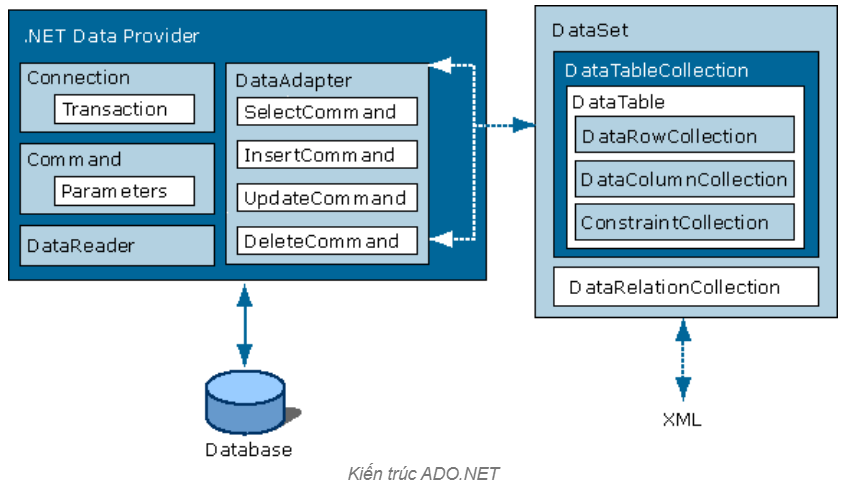 .NET Data Provider
Connection
Transaction
Command
Parameters
DataReader
DataAdapter
SelectCommand
InsertCommand
UpdateCommand
DeleteCommand
Database
DataSet
DataTableCollection
DataTable
DataRowCollection
DataColumnCollection
ConstraintCollection
DataRelationCollection
XML
Kiến trúc ADO.NET